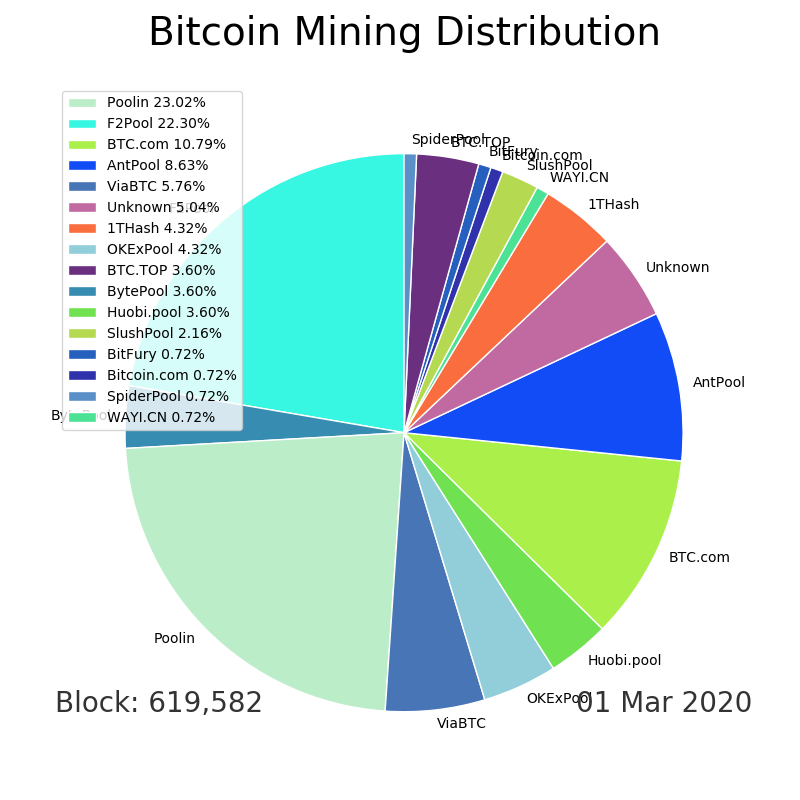 Bitcoin Mining Distribution
Poolin 23.02%
F2Pool 22.30%
BTC.com 10.79%
AntPool 8.63%
ViaBTC 5.76%
Unknown 5.04%
1THash 4.32%
OKExPool 4.32%
BTC.TOP 3.60%
BytePool 3.60%
Huobi.pool 3.60%
SlushPool 2.16%
BitFury 0.72%
Bitcoin.com 0.72%
SpiderPool 0.72%
WAYI.CN 0.72%
SpiderPool
BTC.TOP
BitFury
Bitcoin.com
SlushPool
WAYI.CN
1THash
Unknown
AntPool
BTC.com
Huobi.pool
OKExPool
ViaBTC
Poolin
BytePool
Block: 619,582
01 Mar 2020